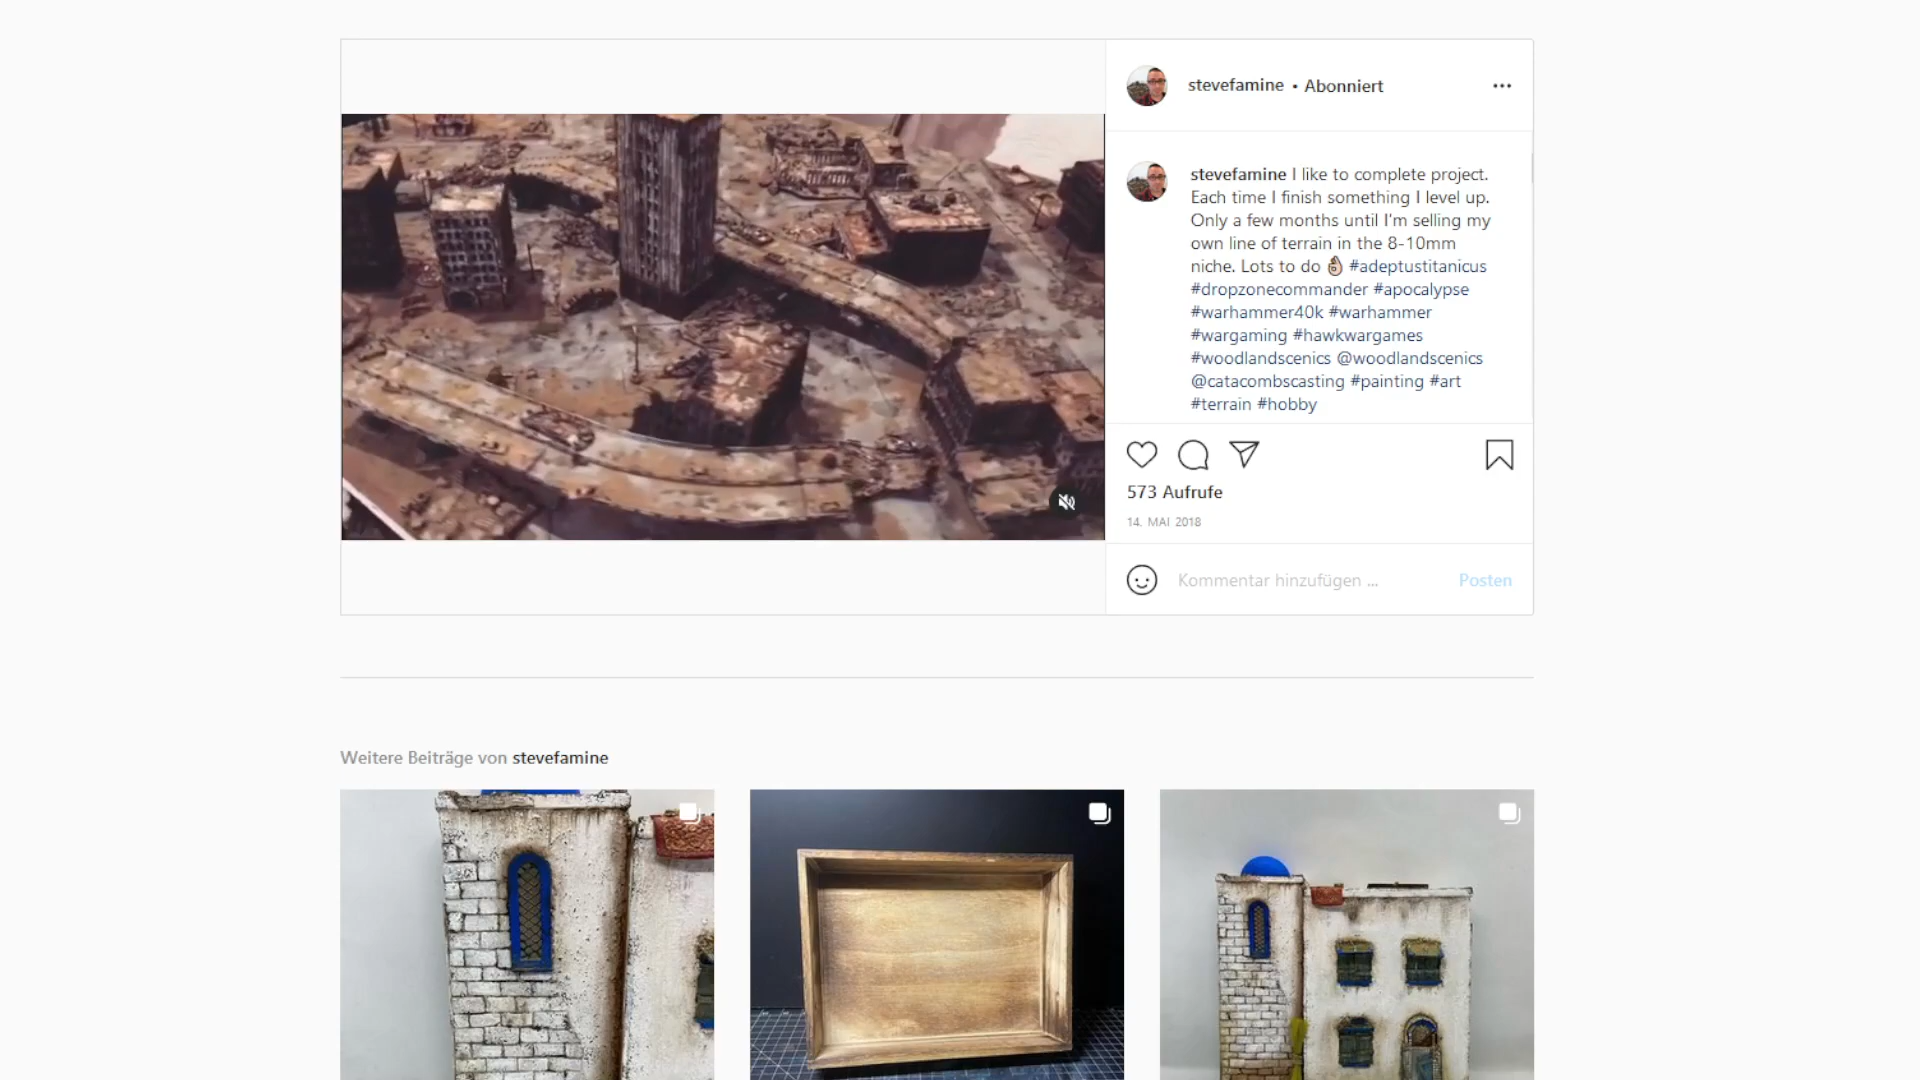 stevefamine • Abonniert
stevefamine I like to complete project.
Each time I finish something I level up.
Only a few months until I'm selling my
own line of terrain in the 8-10mm
niche. Lots to do 👌🏼 #adeptustitanicus
#dropzonecommander #apocalypse
#warhammer40k #warhammer
#wargaming #hawkwargames
#woodlandscenics @woodlandscenics
@catacombscasting #painting #art
#terrain #hobby
573 Aufrufe
14. MAI 2018
Kommentar hinzufügen ... Posten
Weitere Beiträge von stevefamine